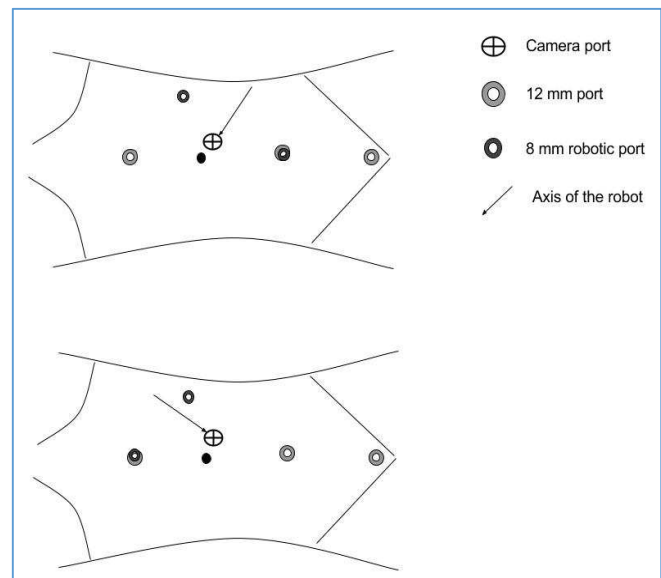 Camera port
12 mm port
8 mm robotic port
Axis of the robot